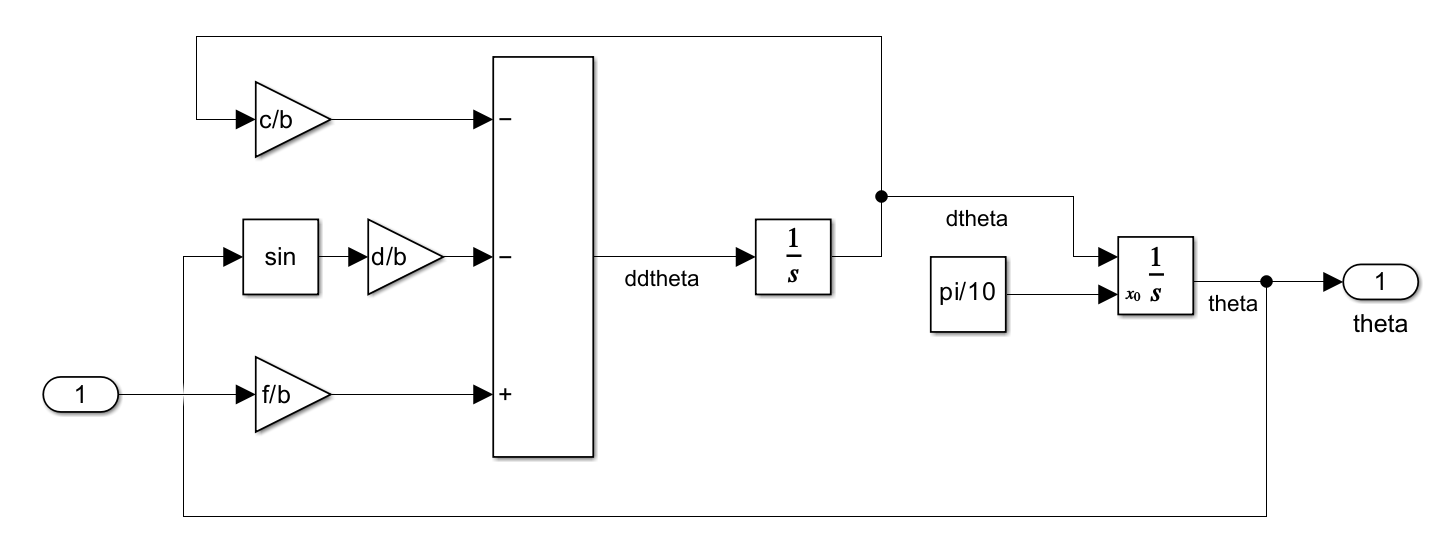 c/b
−
sin
d/b
−
ddtheta
1
s
dtheta
pi/10
x0
1
s
theta
1
theta
1
f/b
+